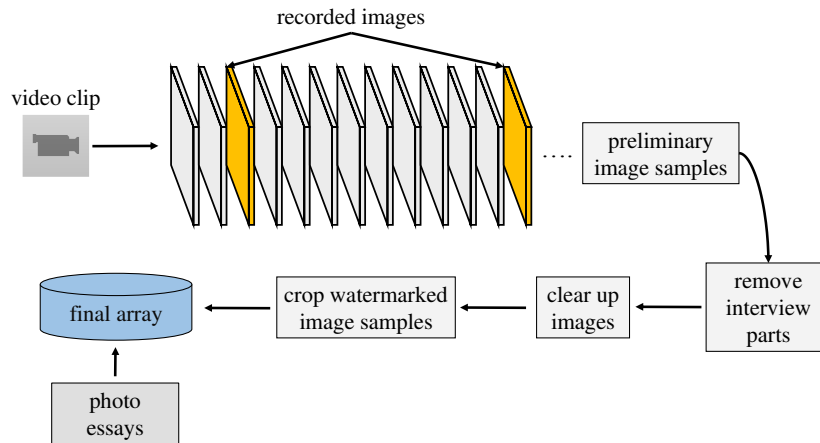 recorded images
video clip
....
preliminary
image samples
remove
interview
parts
clear up
images
crop watermarked
image samples
final array
photo
essays